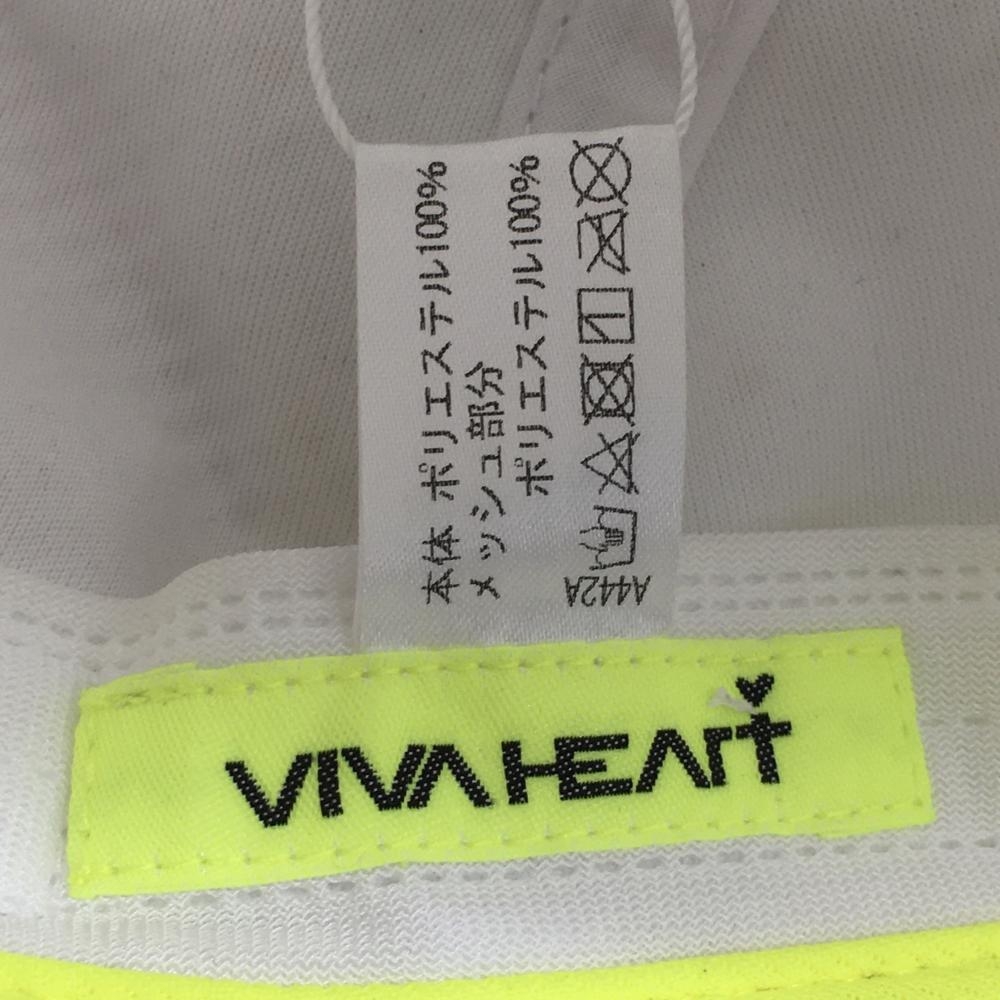 本体 ポリエステル100%
メッシュ部分
ポリエステル100%
A442A
VIVA HEART